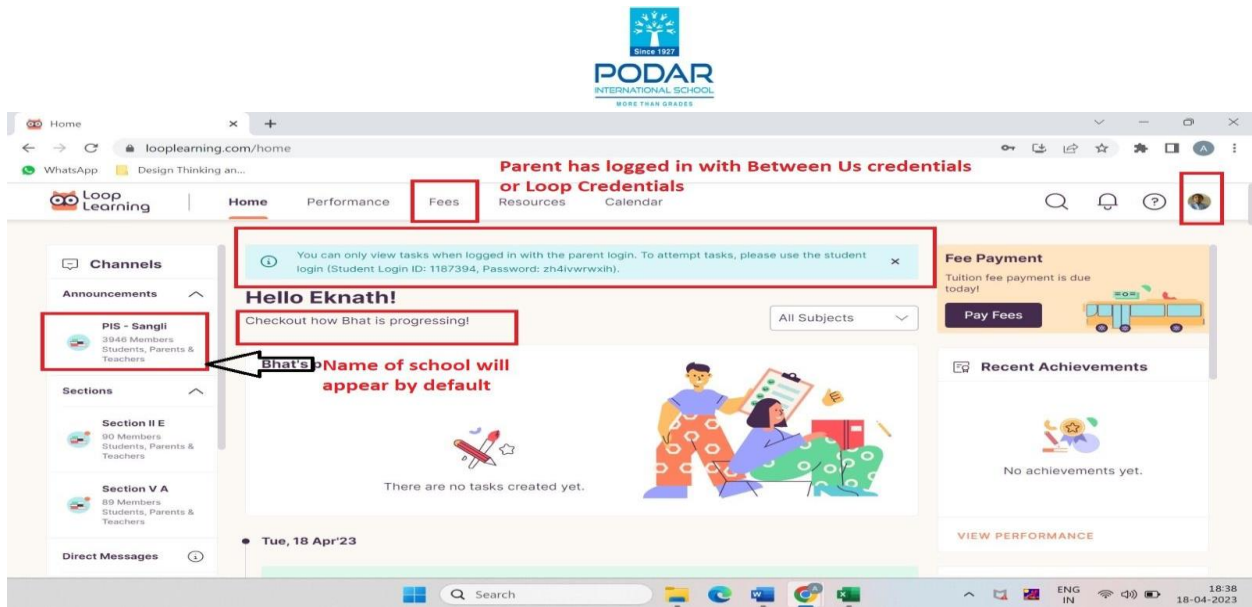 Since 1927
PODAR
INTERNATIONAL SCHOOL
MORE THAN GRADES
Home
looplearning.com/home
WhatsApp
Design Thinking an...
Parent has logged in with Between Us credentials
or Loop Credentials
Loop
Learning
Home
Performance
Fees
Resources
Calendar
A
Channels
Announcements
PIS - Sangli
3946 Members
Students, Parents &
Teachers
Sections
Section II E
90 Members
Students, Parents &
Teachers
Section V A
89 Members
Students, Parents &
Teachers
Direct Messages
You can only view tasks when logged in with the parent login. To attempt tasks, please use the student
login (Student Login ID: 1187394, Password: zh4ivwrwxih).
Hello Eknath!
Checkout how Bhat is progressing!
All Subjects
Bhat's
Name of school will
appear by default
There are no tasks created yet.
Tue, 18 Apr'23
Fee Payment
Tuition fee payment is due
today!
Pay Fees
Recent Achievements
No achievements yet.
VIEW PERFORMANCE
Search
ENG
IN
18:38
18-04-2023